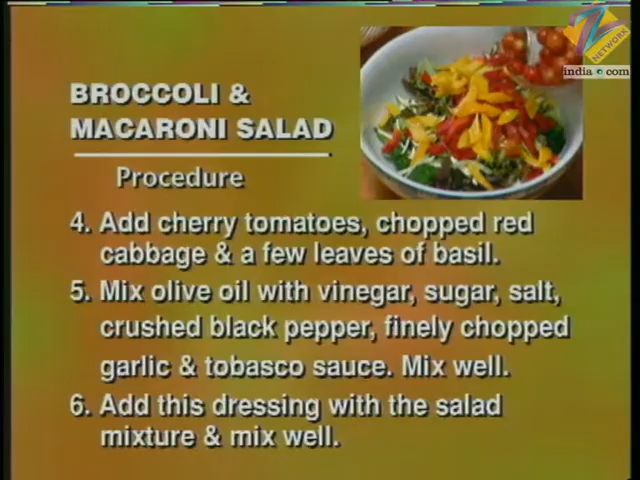 Z
NETWORK
india.com
BROCCOLI &
MACARONI SALAD
Procedure
4. Add cherry tomatoes, chopped red
cabbage & a few leaves of basil.
5. Mix olive oil with vinegar, sugar, salt,
crushed black pepper, finely chopped
garlic & tobasco sauce. Mix well.
6. Add this dressing with the salad
mixture & mix well.